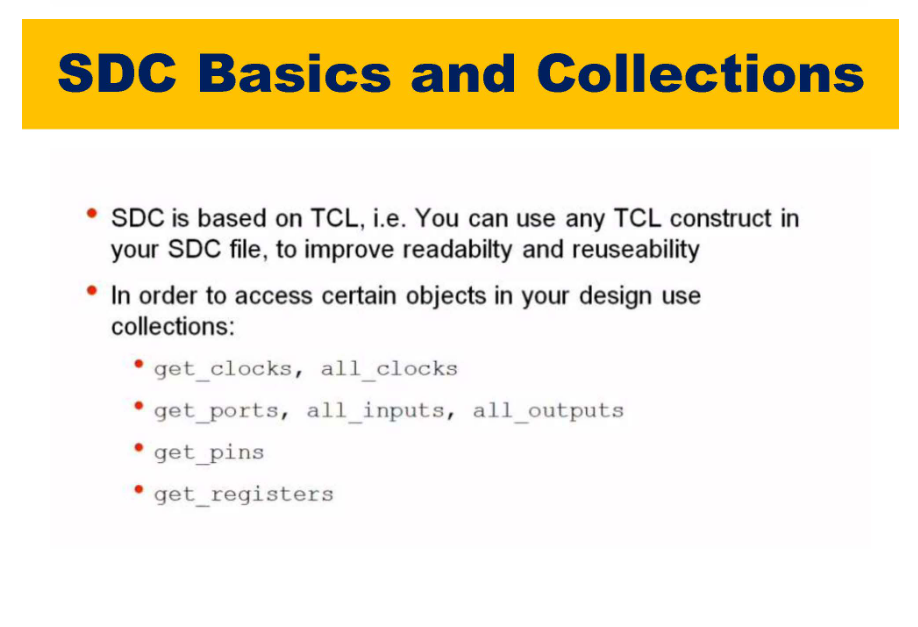 SDC Basics and Collections
• SDC is based on TCL, i.e. You can use any TCL construct in
your SDC file, to improve readabilty and reuseability
• In order to access certain objects in your design use
collections:
• get_clocks, all_clocks
• get_ports, all_inputs, all_outputs
• get_pins
• get_registers